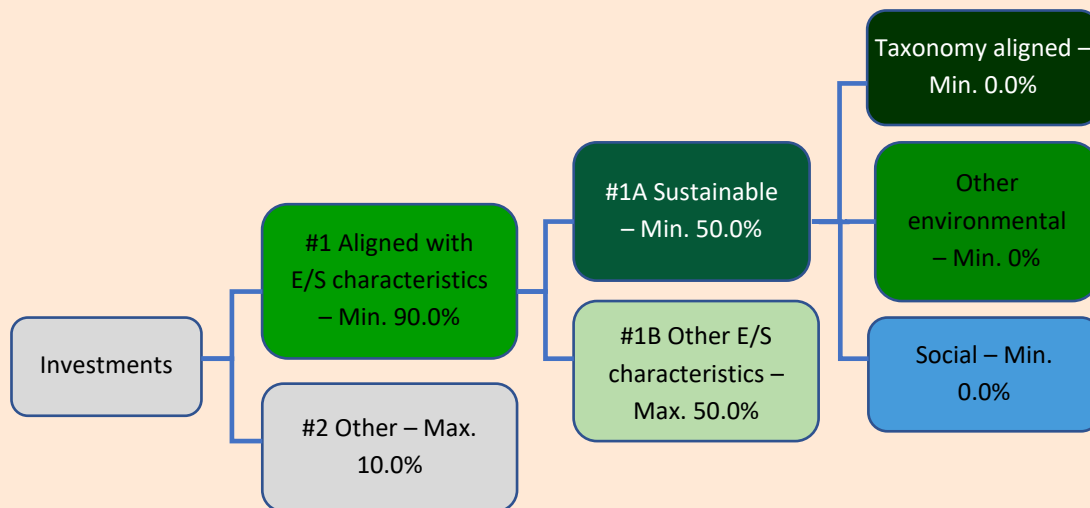 Investments
#1 Aligned with
E/S characteristics
– Min. 90.0%
#2 Other – Max.
10.0%
#1A Sustainable
– Min. 50.0%
#1B Other E/S
characteristics –
Max. 50.0%
Taxonomy aligned –
Min. 0.0%
Other
environmental
– Min. 0%
Social – Min.
0.0%